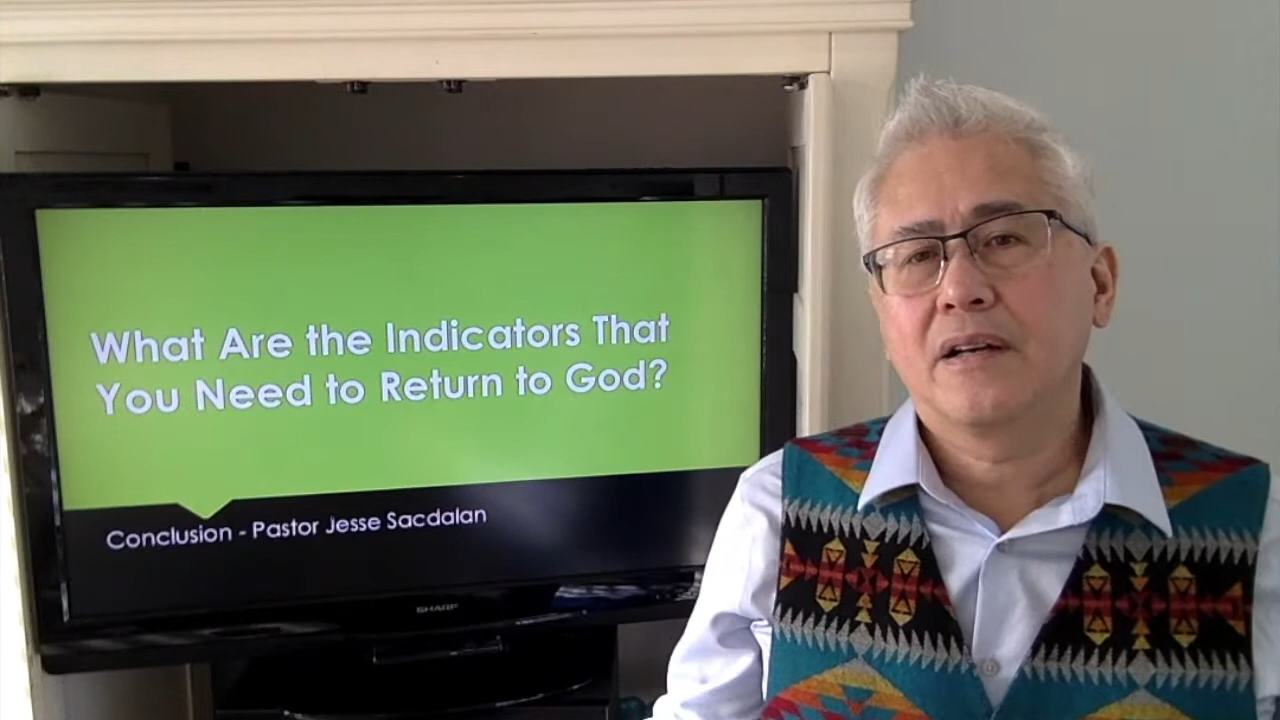 What Are the Indicators That
You Need to Return to God?
Conclusion - Pastor Jesse Sacdalan
SHARP